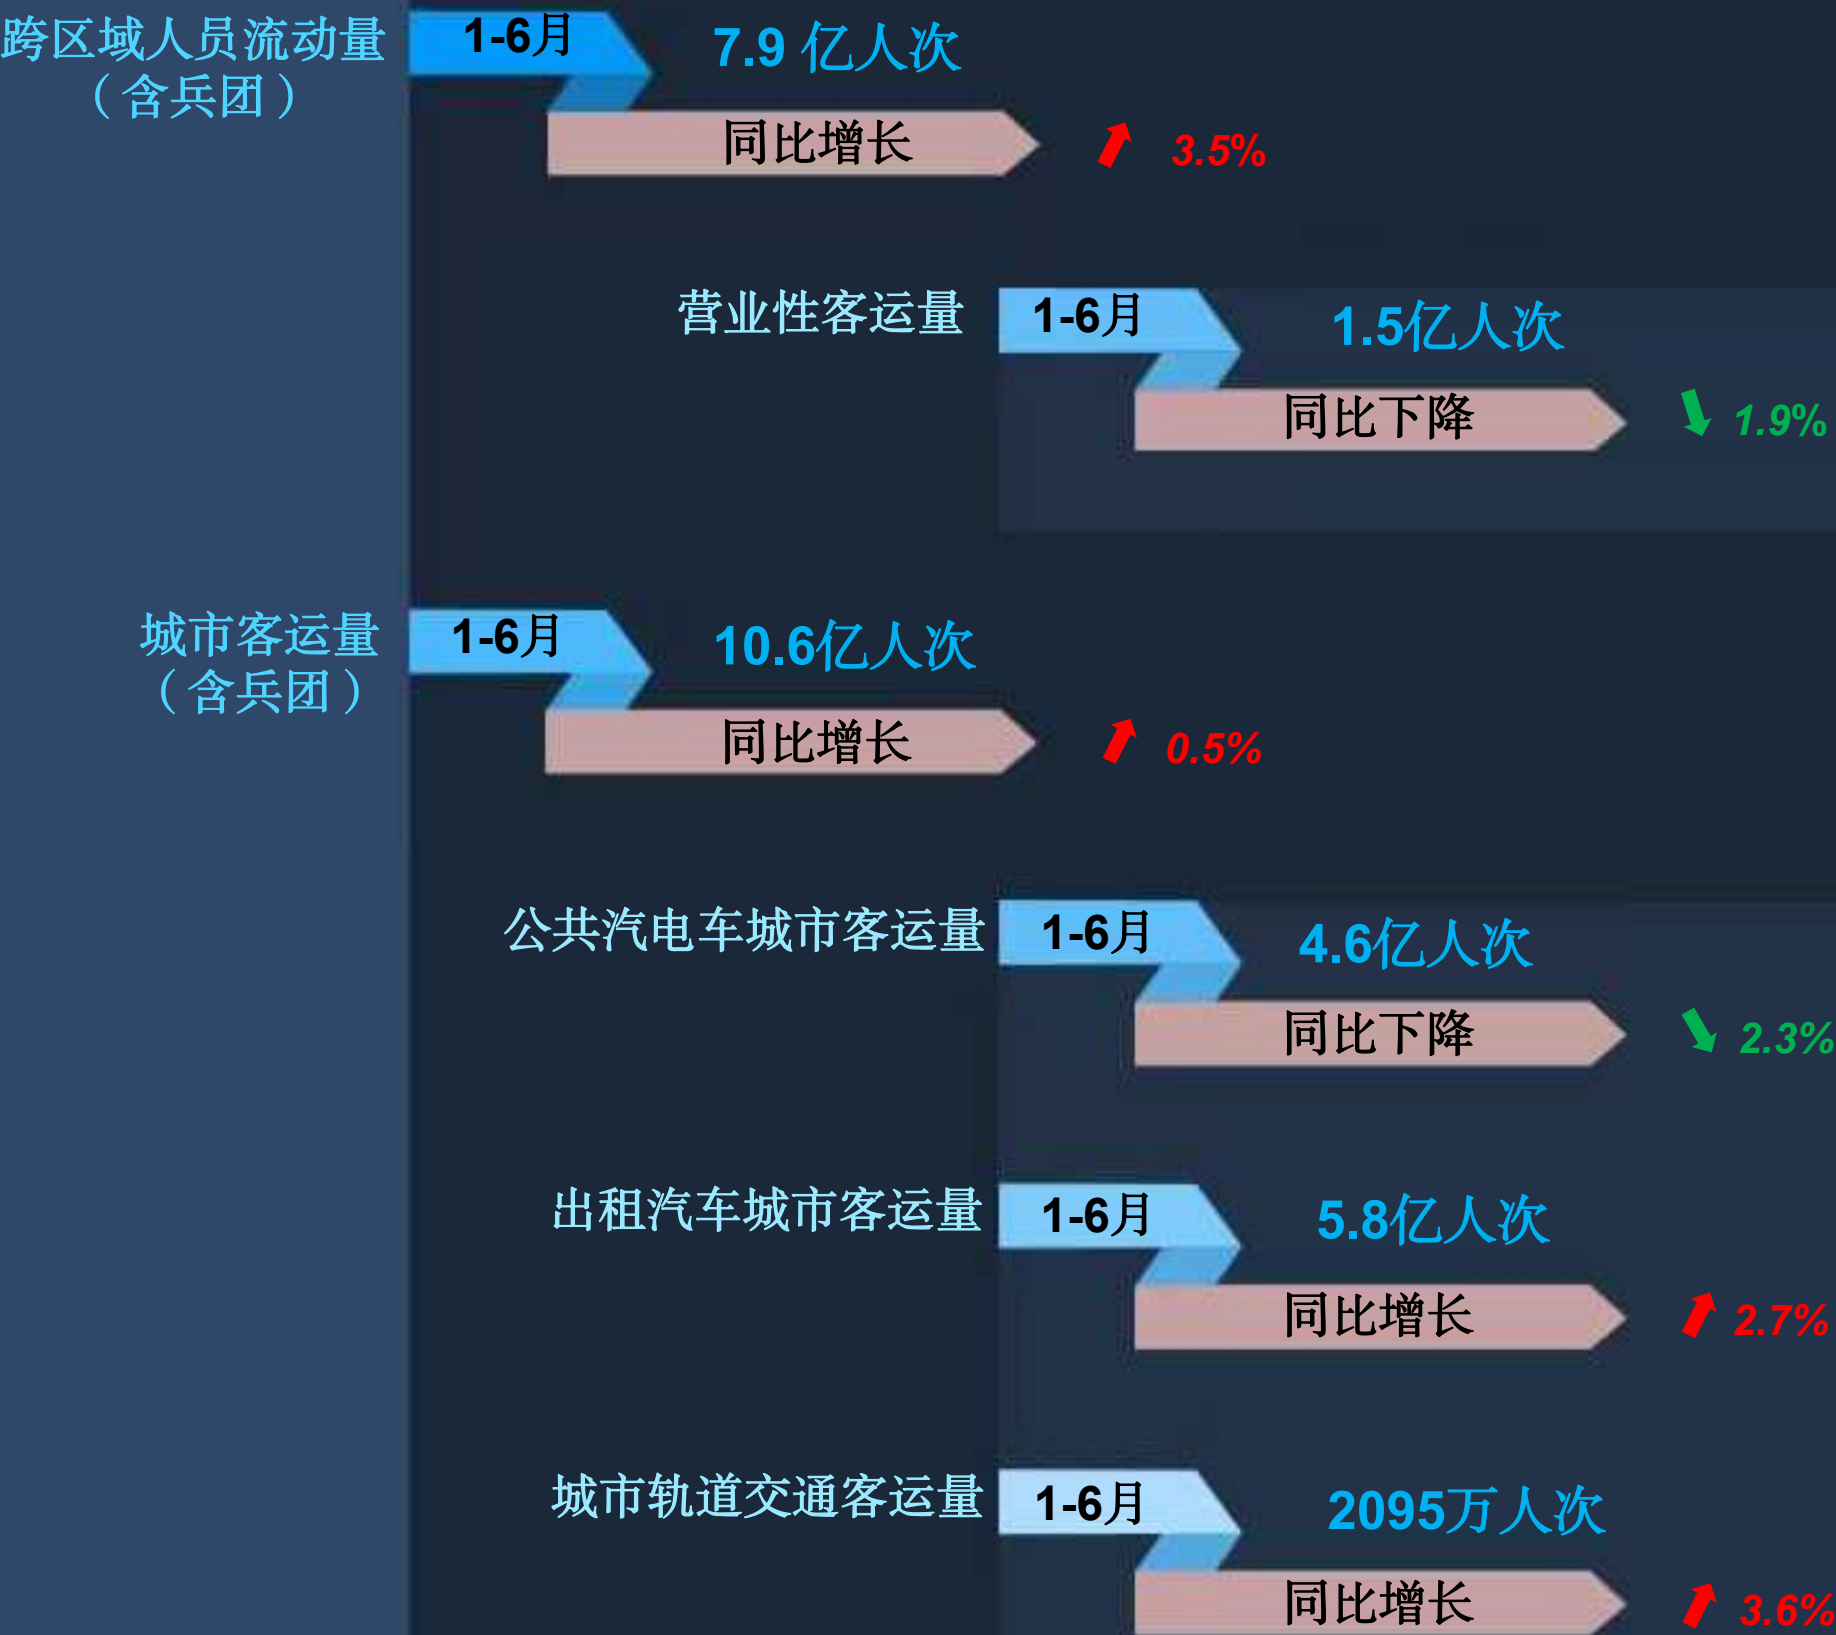 跨区域人员流动量
（含兵团）
1-6月
7.9 亿人次
同比增长
3.5%
营业性客运量
1-6月
1.5亿人次
同比下降
1.9%
城市客运量
（含兵团）
1-6月
10.6亿人次
同比增长
0.5%
公共汽电车城市客运量
1-6月
4.6亿人次
同比下降
2.3%
出租汽车城市客运量
1-6月
5.8亿人次
同比增长
2.7%
城市轨道交通客运量
1-6月
2095万人次
同比增长
3.6%